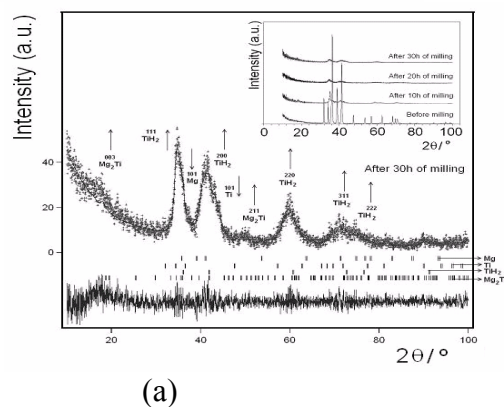 Intensity (a.u.)
Intensity (a.u.)
After 30h of milling
After 20h of milling
After 10h of milling
Before milling
0 20 40 60 80 100
2θ/°
003
Mg₂Ti
111
TiH₂
101
Mg
200
TiH₂
101
Ti
211
Mg₂Ti
220
TiH₂
311
TiH₂
222
TiH₂
After 30h of milling
40
20
0
Mg
Ti
TiH₂
Mg₂T
20 40 60 80 100
2θ/°
(a)